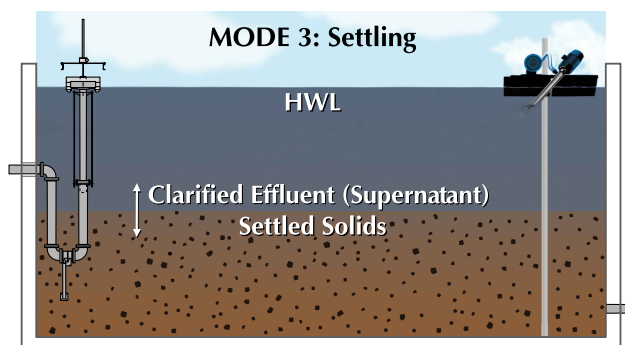 MODE 3: Settling
HWL
Clarified Effluent (Supernatant)
Settled Solids